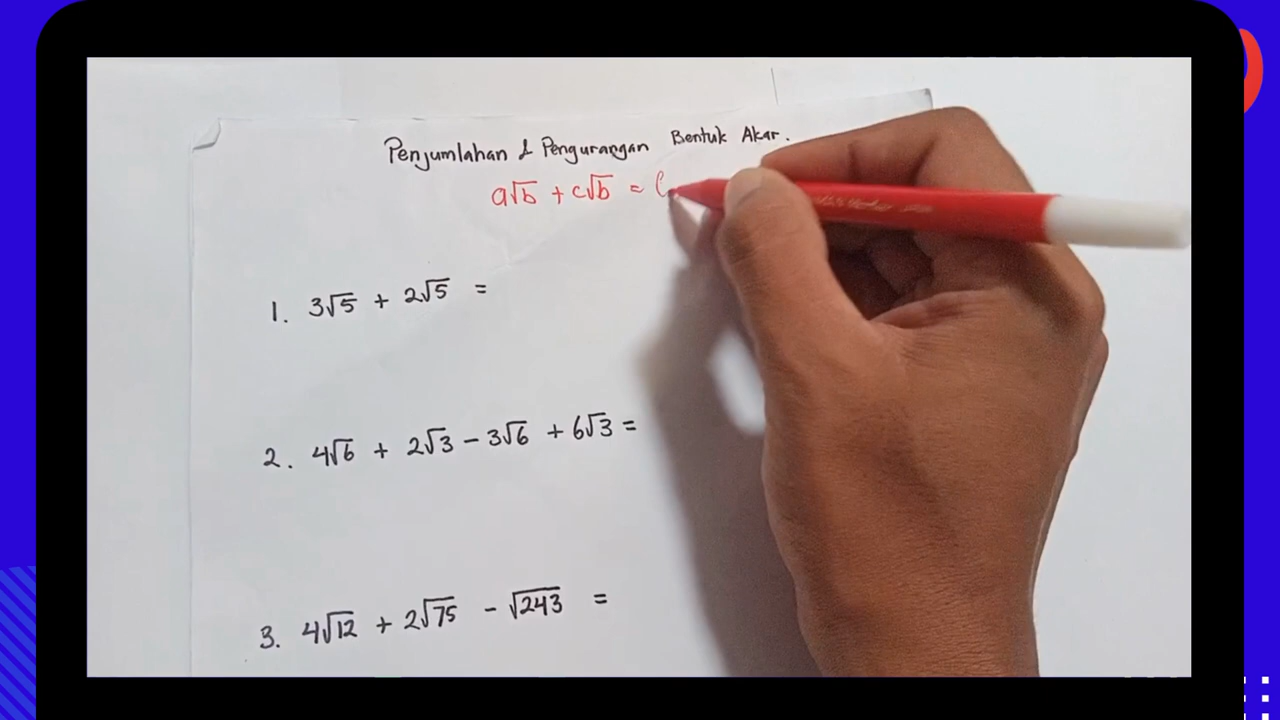 Penjumlahan & Pengurangan Bentuk Akar.
a√b + c√b = (
1. 3√5 + 2√5 =
2. 4√6 + 2√3 - 3√6 + 6√3 =
3. 4√12 + 2√75 - √243 =